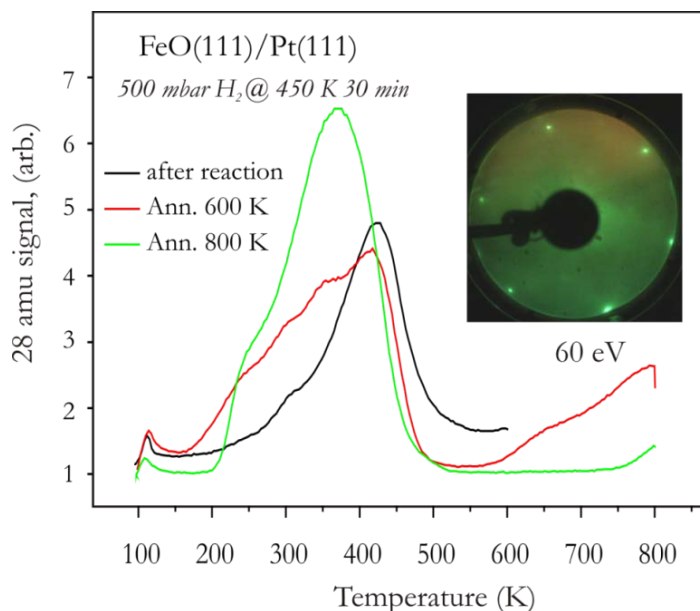 FeO(111)/Pt(111)
500 mbar H₂@ 450 K 30 min
after reaction
Ann. 600 K
Ann. 800 K
60 eV
28 amu signal, (arb.)
7
6
5
4
3
2
1
100 200 300 400 500 600 700 800
Temperature (K)